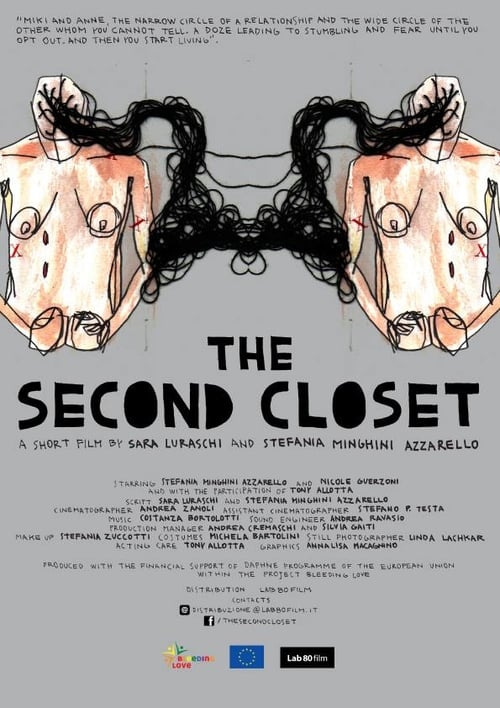 "MIKI AND ANNE, THE NARROW CIRCLE OF A RELATIONSHIP AND THE WIDE CIRCLE OF THE
OTHER WHOM YOU CANNOT TELL. A DOZE LEADING TO STUMBLING AND FEAR UNTIL YOU
OPT OUT. AND THEN YOU START LIVING".
THE
SECOND CLOSET
A SHORT FILM BY SARA LURASCHI AND STEFANIA MINGHINI AZZARELLO
STARRING STEFANIA MINGHINI AZZARELLO AND NICOLE GUERZONI
AND WITH THE PARTICIPATION OF TONY ALLOTTA
SCRIPT SARA LURASCHI AND STEFANIA MINGHINI AZZARELLO
CINEMATOGRAPHER ANDREA ZANOLI ASSISTANT CINEMATOGRAPHER STEFANO P. TESTA
MUSIC COSTANZA BORTOLOTTI SOUND ENGINEER ANDREA RAVASIO
PRODUCTION MANAGER ANDREA CREMASCHI AND SILVIA GAITI
MAKE UP STEFANIA ZUCCOTTI COSTUMES MICHELA BARTOLINI STILL PHOTOGRAPHER LINDA LACHKAR
ACTING CARE TONY ALLOTTA GRAPHICS ANNALISA MACAGNINO
PRODUCED WITH THE FINANCIAL SUPPORT OF DAPHNE PROGRAMME OF THE EUROPEAN UNION
WITHIN THE PROJECT BLEEDING LOVE
DISTRIBUTION LAB80FILM
CONTACTS
DISTRIBUZIONE@LAB80FILM.IT
/THESECONDCLOSET
BLEEDING
LOVE
Lab80film